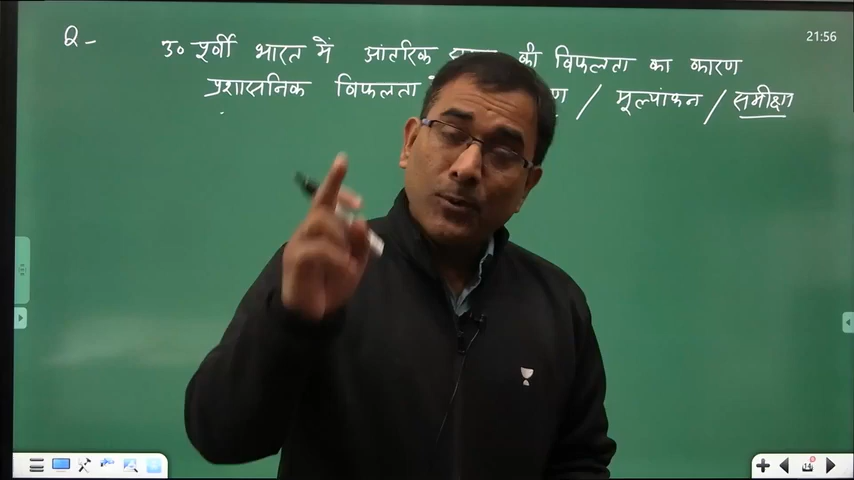 21:56
Q- उ० पूर्वी भारत में आंतरिक की विफलता का कारण
प्रशासनिक विफलता / मूल्यांकन / समीक्षा